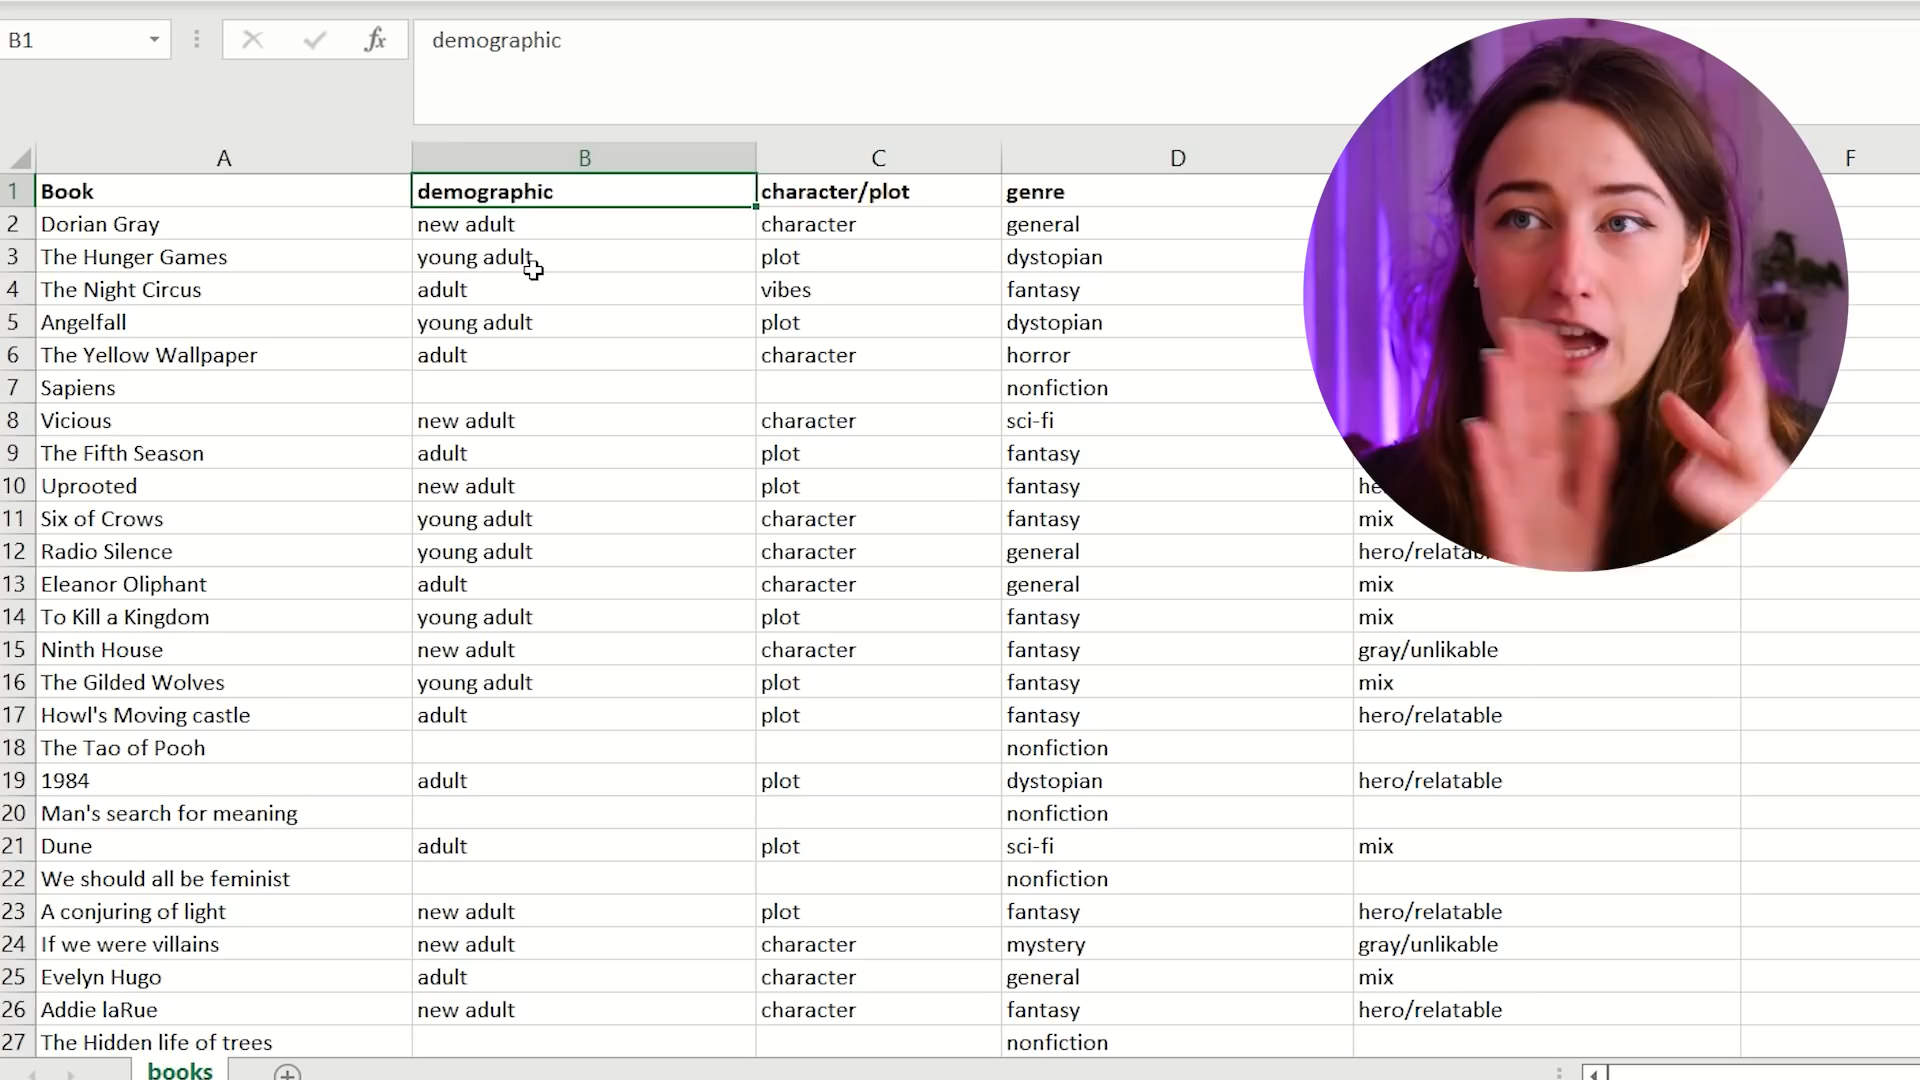 B1 fx demographic
A B C D F
1 Book demographic character/plot genre
2 Dorian Gray new adult character general
3 The Hunger Games young adult plot dystopian
4 The Night Circus adult vibes fantasy
5 Angelfall young adult plot dystopian
6 The Yellow Wallpaper adult character horror
7 Sapiens nonfiction
8 Vicious new adult character sci-fi
9 The Fifth Season adult plot fantasy
10 Uprooted new adult plot fantasy
11 Six of Crows young adult character fantasy mix
12 Radio Silence young adult character general
13 Eleanor Oliphant adult character general mix
14 To Kill a Kingdom young adult plot fantasy mix
15 Ninth House new adult character fantasy gray/unlikable
16 The Gilded Wolves young adult plot fantasy mix
17 Howl's Moving castle adult plot fantasy hero/relatable
18 The Tao of Pooh nonfiction
19 1984 adult plot dystopian hero/relatable
20 Man's search for meaning nonfiction
21 Dune adult plot sci-fi mix
22 We should all be feminist nonfiction
23 A conjuring of light new adult plot fantasy hero/relatable
24 If we were villains new adult character mystery gray/unlikable
25 Evelyn Hugo adult character general mix
26 Addie laRue new adult character fantasy hero/relatable
27 The Hidden life of trees nonfiction
books